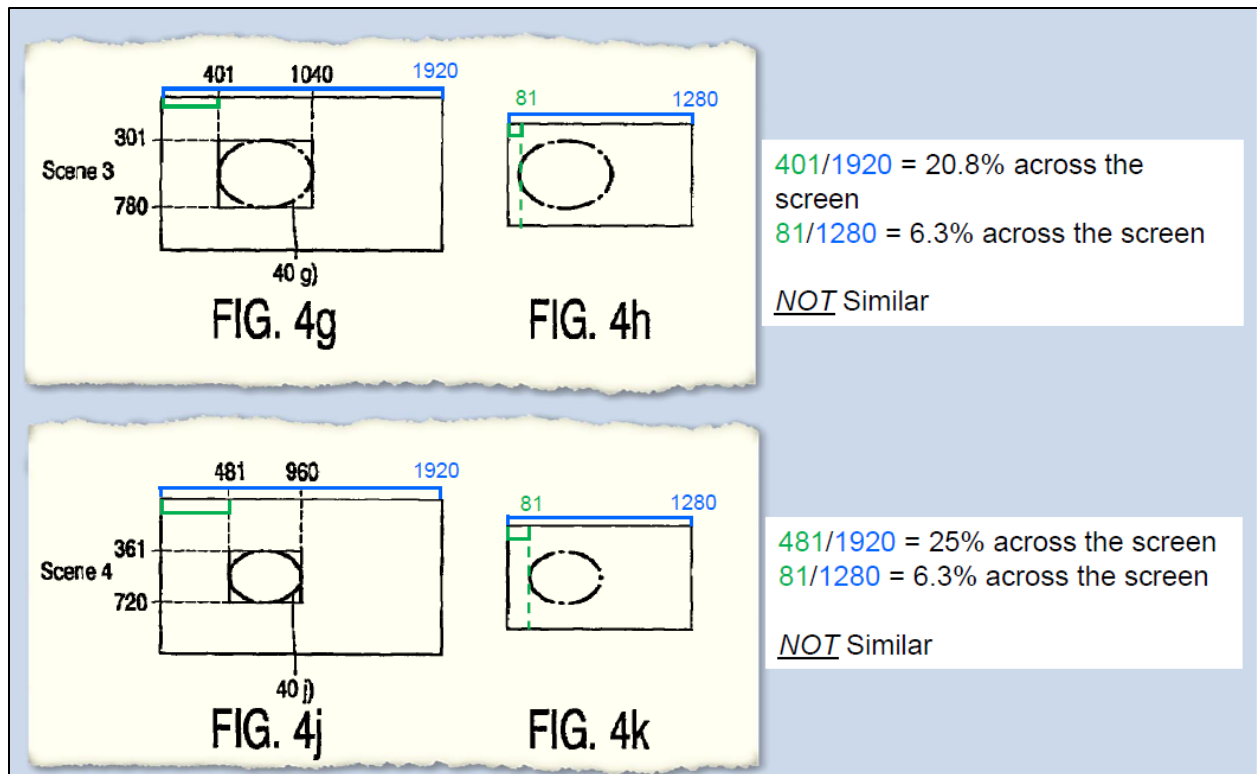 401 1040 1920
81 1280
301
Scene 3
780
40 g)
FIG. 4g FIG. 4h
401/1920 = 20.8% across the
screen
81/1280 = 6.3% across the screen
NOT Similar
481 960 1920
81 1280
361
Scene 4
720
40 j)
FIG. 4j FIG. 4k
481/1920 = 25% across the screen
81/1280 = 6.3% across the screen
NOT Similar